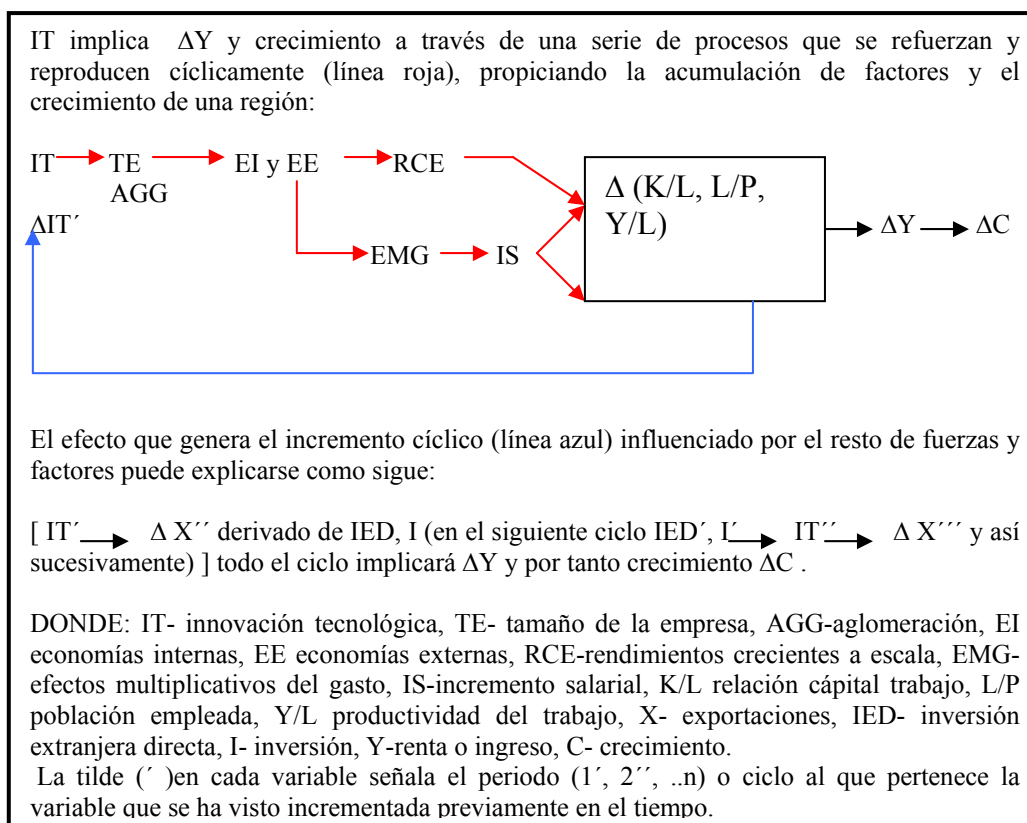 IT implica ΔY y crecimiento a través de una serie de procesos que se refuerzan y
reproducen cíclicamente (línea roja), propiciando la acumulación de factores y el
crecimiento de una región:
IT TE EI y EE RCE
AGG
ΔIT´
EMG IS
Δ (K/L, L/P,
Y/L)
ΔY ΔC
El efecto que genera el incremento cíclico (línea azul) influenciado por el resto de fuerzas y
factores puede explicarse como sigue:
[ IT´ Δ X´´ derivado de IED, I (en el siguiente ciclo IED´, I´ IT´´ Δ X´´´ y así
sucesivamente) ] todo el ciclo implicará ΔY y por tanto crecimiento ΔC .
DONDE: IT- innovación tecnológica, TE- tamaño de la empresa, AGG-aglomeración, EI
economías internas, EE economías externas, RCE-rendimientos crecientes a escala, EMG-
efectos multiplicativos del gasto, IS-incremento salarial, K/L relación cápital trabajo, L/P
población empleada, Y/L productividad del trabajo, X- exportaciones, IED- inversión
extranjera directa, I- inversión, Y-renta o ingreso, C- crecimiento.
La tilde (´ )en cada variable señala el periodo (1´, 2´´, ..n) o ciclo al que pertenece la
variable que se ha visto incrementada previamente en el tiempo.